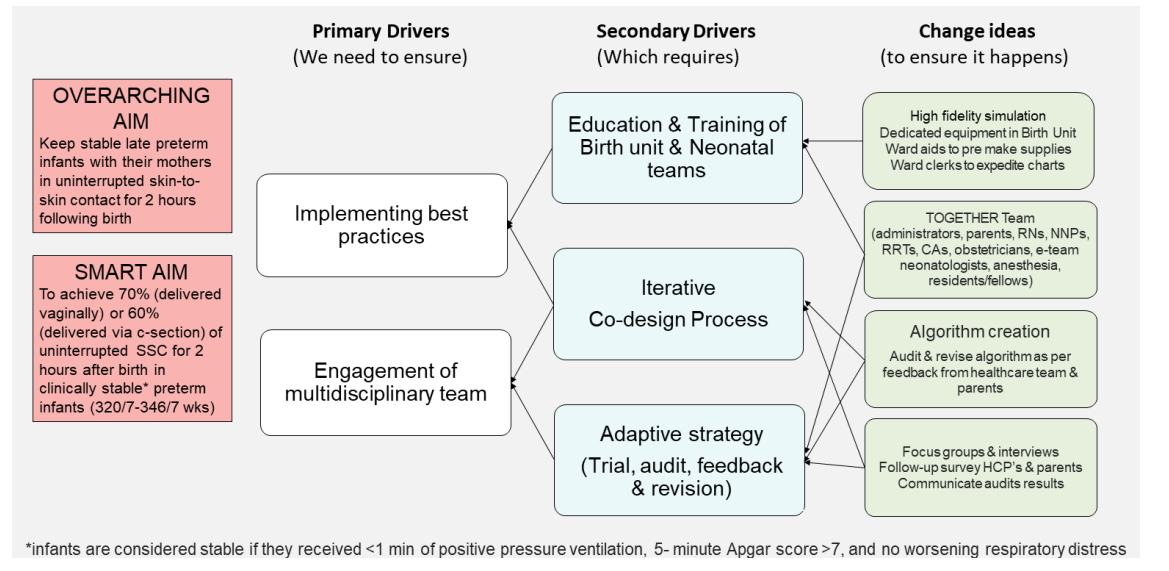 Primary Drivers
(We need to ensure)
Secondary Drivers
(Which requires)
Change ideas
(to ensure it happens)
OVERARCHING
AIM
Keep stable late preterm
infants with their mothers
in uninterrupted skin-to-
skin contact for 2 hours
following birth
SMART AIM
To achieve 70% (delivered
vaginally) or 60%
(delivered via c-section) of
uninterrupted SSC for 2
hours after birth in
clinically stable* preterm
infants (320/7-346/7 wks)
Implementing best
practices
Engagement of
multidisciplinary team
Education & Training of
Birth unit & Neonatal
teams
Iterative
Co-design Process
Adaptive strategy
(Trial, audit, feedback
& revision)
High fidelity simulation
Dedicated equipment in Birth Unit
Ward aids to pre make supplies
Ward clerks to expedite charts
TOGETHER Team
(administrators, parents, RNs, NNPs,
RRTs, CAs, obstetricians, e-team
neonatologists, anesthesia,
residents/fellows)
Algorithm creation
Audit & revise algorithm as per
feedback from healthcare team &
parents
Focus groups & interviews
Follow-up survey HCP's & parents
Communicate audits results
*infants are considered stable if they received <1 min of positive pressure ventilation, 5- minute Apgar score >7, and no worsening respiratory distress